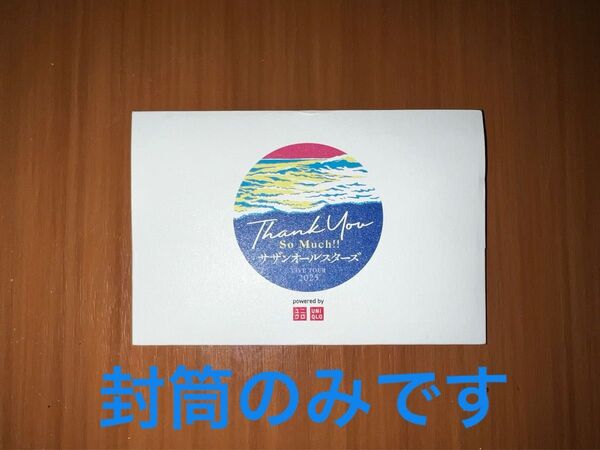 Thank You
So Much!!
サザンオールスターズ
LIVE TOUR
2025
powered by
ユニ UNI
クロ QLO
封筒のみです